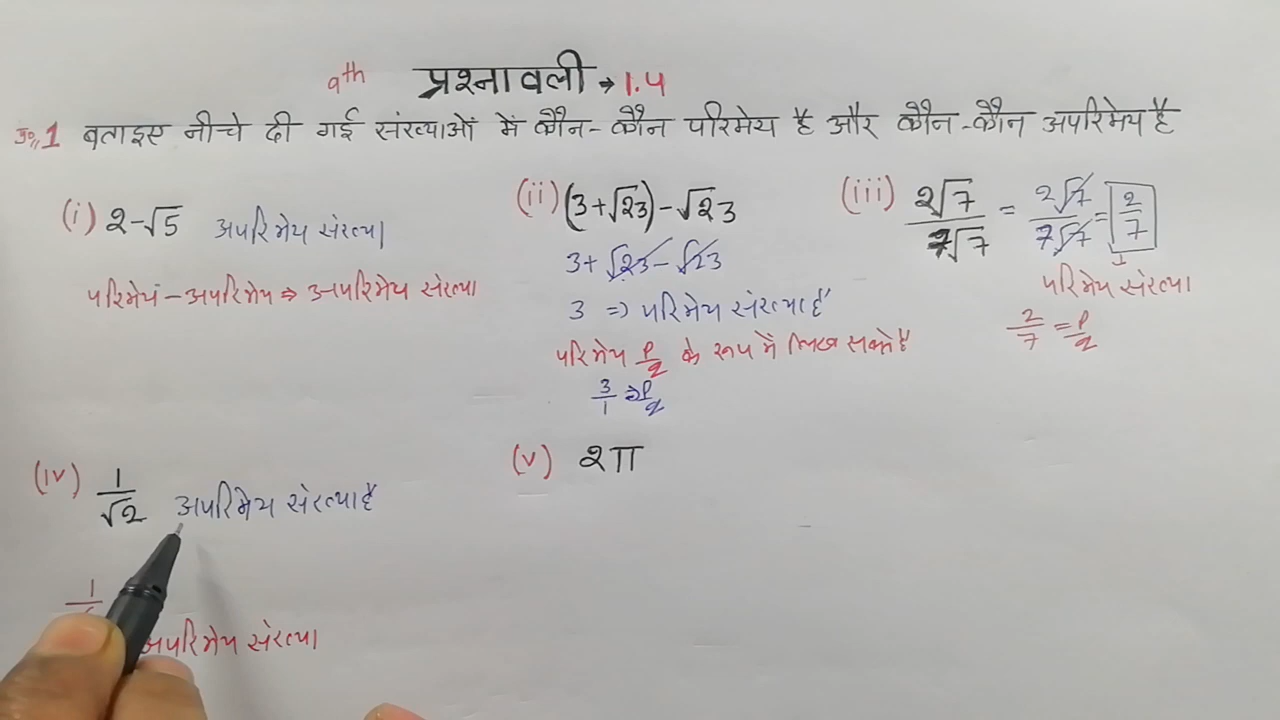 9th प्रश्नावली → 1.4
प्र०1 बताइए नीचे दी गई संख्याओं में कौन-कौन परिमेय है और कौन-कौन अपरिमेय है
(i) 2-√5 अपरिमेय संख्या
परिमेय - अपरिमेय ⇒ अपरिमेय संख्या
(ii) (3+√23)-√23
3+√23-√23
3 ⇒ परिमेय संख्या है
परिमेय p/q के रूप में लिख सकते है
3/1 ⇒ p/q
(iii) 2√7/7√7 = 2√7/7√7 = 2/7
परिमेय संख्या
2/7 = p/q
(iv) 1/√2 अपरिमेय संख्या है
1
अपरिमेय संख्या
(v) 2π